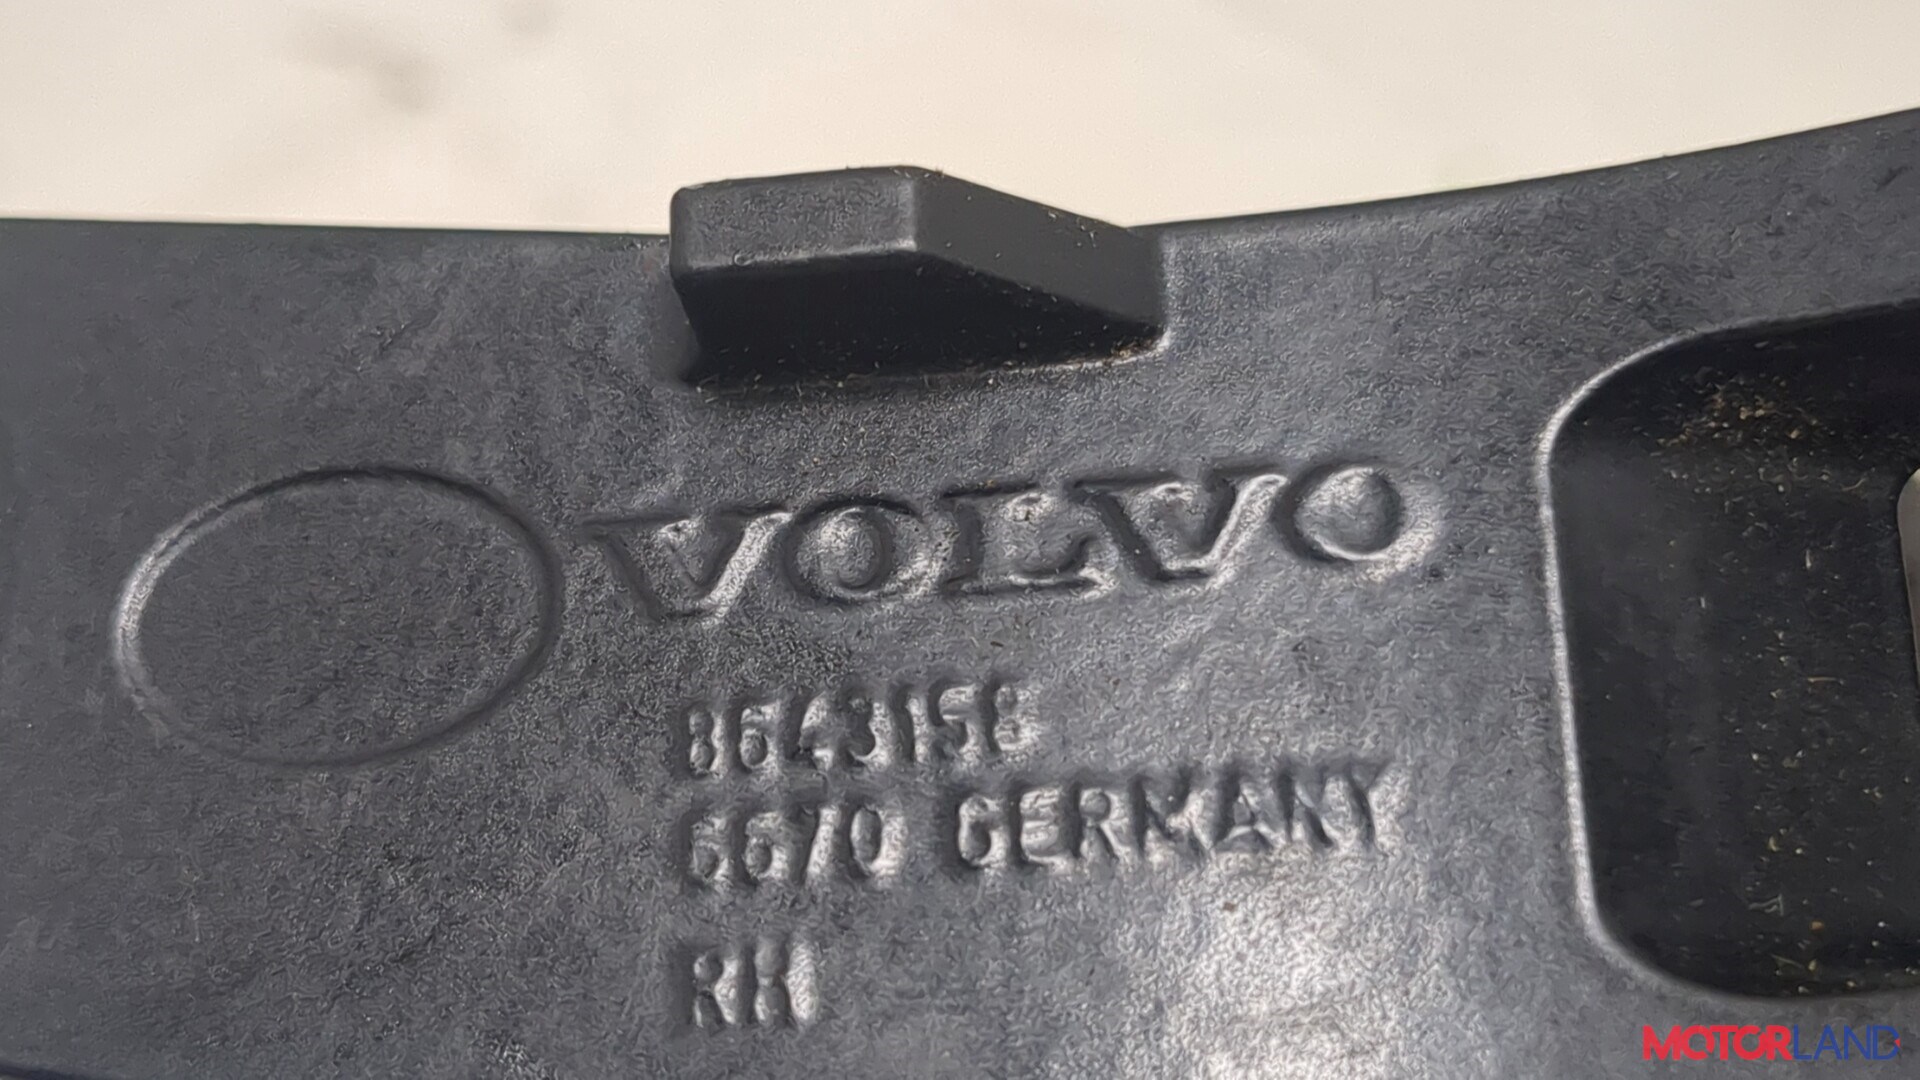 VOLVO
8643158
6670 GERMANY
RH
MOTORLAND